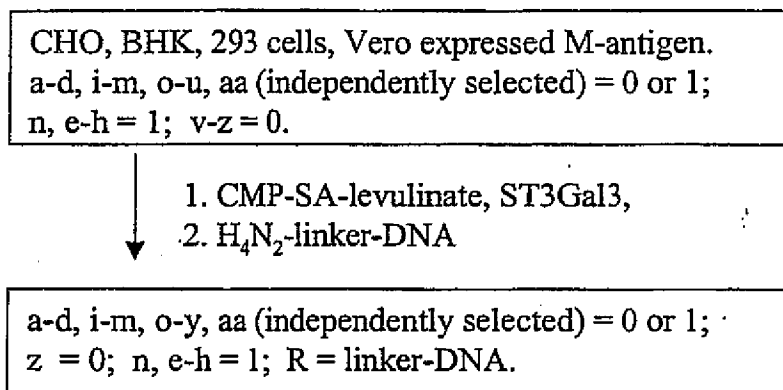 CHO, BHK, 293 cells, Vero expressed M-antigen.
a-d, i-m, o-u, aa (independently selected) = 0 or 1;
n, e-h = 1; v-z = 0.
1. CMP-SA-levulinate, ST3Gal3,
2. H₄N₂-linker-DNA
a-d, i-m, o-y, aa (independently selected) = 0 or 1;
z = 0; n, e-h = 1; R = linker-DNA.